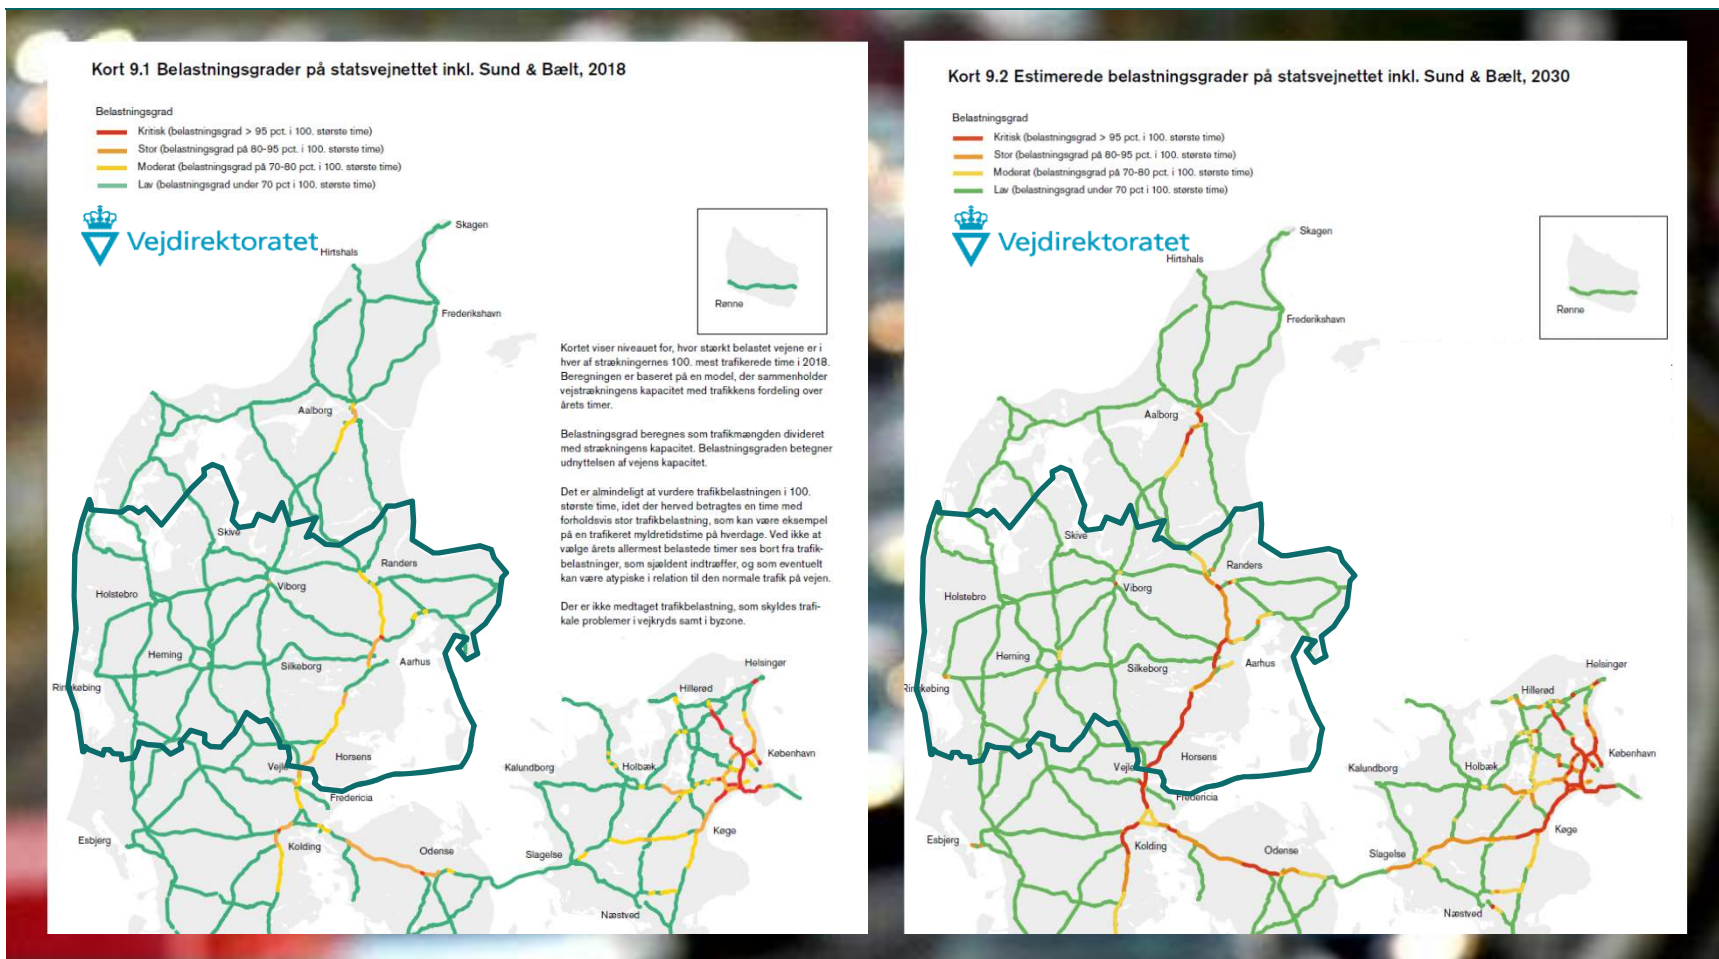 Kort 9.1 Belastningsgrader på statsvejnettet inkl. Sund & Bælt, 2018
Belastningsgrad
Kritisk (belastningsgrad > 95 pct. i 100. største time)
Stor (belastningsgrad på 80-95 pct. i 100. største time)
Moderat (belastningsgrad på 70-80 pct. i 100. største time)
Lav (belastningsgrad under 70 pct i 100. største time)
Vejdirektoratet
Skagen
Hirtshals
Rønne
Frederikshavn
Kortet viser niveauet for, hvor stærkt belastet vejene er i
hver af strækningernes 100. mest trafikerede time i 2018.
Beregningen er baseret på en model, der sammenholder
vejstrækningens kapacitet med trafikkens fordeling over
årets timer.
Belastningsgrad beregnes som trafikmængden divideret
med strækningens kapacitet. Belastningsgraden betegner
udnyttelsen af vejens kapacitet.
Det er almindeligt at vurdere trafikbelastningen i 100.
største time, idet der herved betragtes en time med
forholdsvis stor trafikbelastning, som kan være eksempel
på en trafikeret myldretidstime på hverdage. Ved ikke at
vælge årets allermest belastede timer ses bort fra trafik-
belastninger, som sjældent indtræffer, og som eventuelt
kan være atypiske i relation til den normale trafik på vejen.
Der er ikke medtaget trafikbelastning, som skyldes trafi-
kale problemer i vejkryds samt i byzone.
Aalborg
Skive
Randers
Viborg
Holstebro
Herning
Silkeborg
Aarhus
Helsingør
Hillerød
København
Horsens
Vejle
Kalundborg
Holbæk
Fredericia
Esbjerg
Kolding
Odense
Slagelse
Køge
Næstved
Kort 9.2 Estimerede belastningsgrader på statsvejnettet inkl. Sund & Bælt, 2030
Belastningsgrad
Kritisk (belastningsgrad > 95 pct. i 100. største time)
Stor (belastningsgrad på 80-95 pct. i 100. største time)
Moderat (belastningsgrad på 70-80 pct. i 100. største time)
Lav (belastningsgrad under 70 pct i 100. største time)
Vejdirektoratet
Skagen
Hirtshals
Rønne
Frederikshavn
Aalborg
Skive
Randers
Viborg
Holstebro
Herning
Silkeborg
Aarhus
Helsingør
Hillerød
København
Horsens
Vejle
Kalundborg
Holbæk
Fredericia
Esbjerg
Kolding
Odense
Slagelse
Køge
Næstved